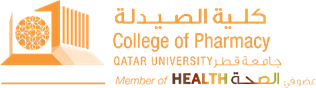 كلية الصيدلة
College of Pharmacy
QATAR UNIVERSITY جامعة قطر
Member of HEALTH الصحة عضو في